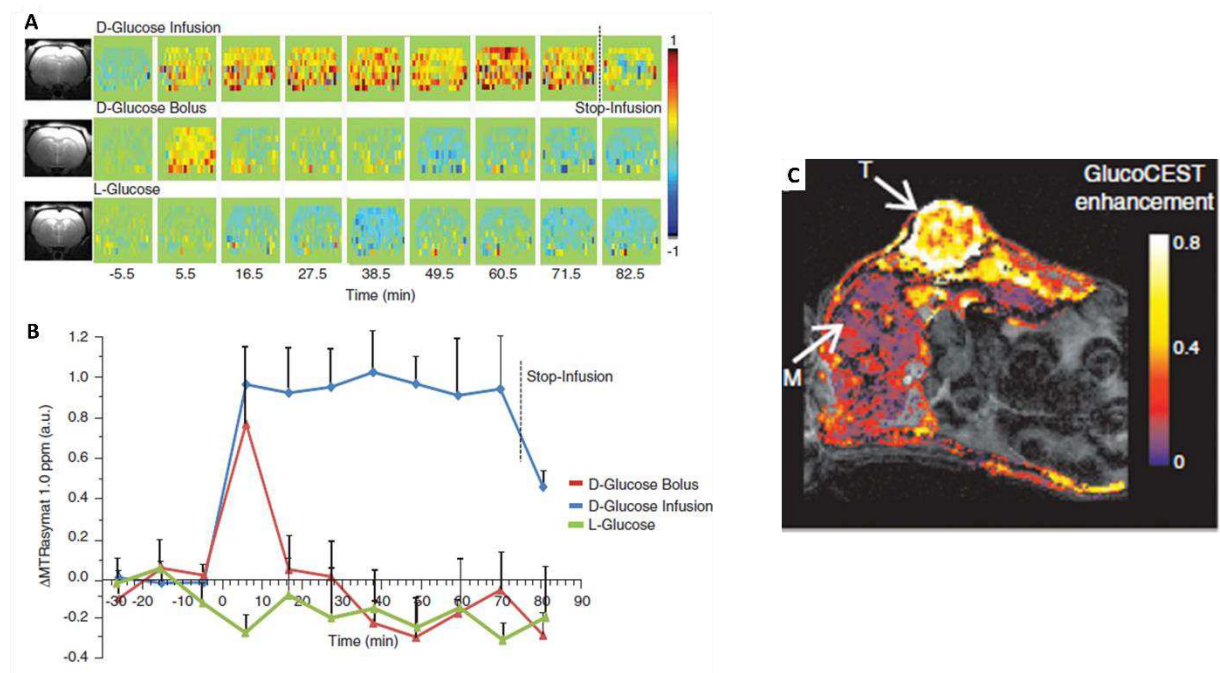 A
D-Glucose Infusion
1
D-Glucose Bolus
Stop-Infusion
L-Glucose
-1
-5.5 5.5 16.5 27.5 38.5 49.5 60.5 71.5 82.5
Time (min)
B
1.2
1.0
0.8
0.6
0.4
0.2
0.0
-0.2
-0.4
ΔMTRasymat 1.0 ppm (a.u.)
Stop-Infusion
D-Glucose Bolus
D-Glucose Infusion
L-Glucose
-30 -20 -10 0 10 20 30 40 50 60 70 80 90
Time (min)
C
T
GlucoCEST
enhancement
0.8
0.4
M
0